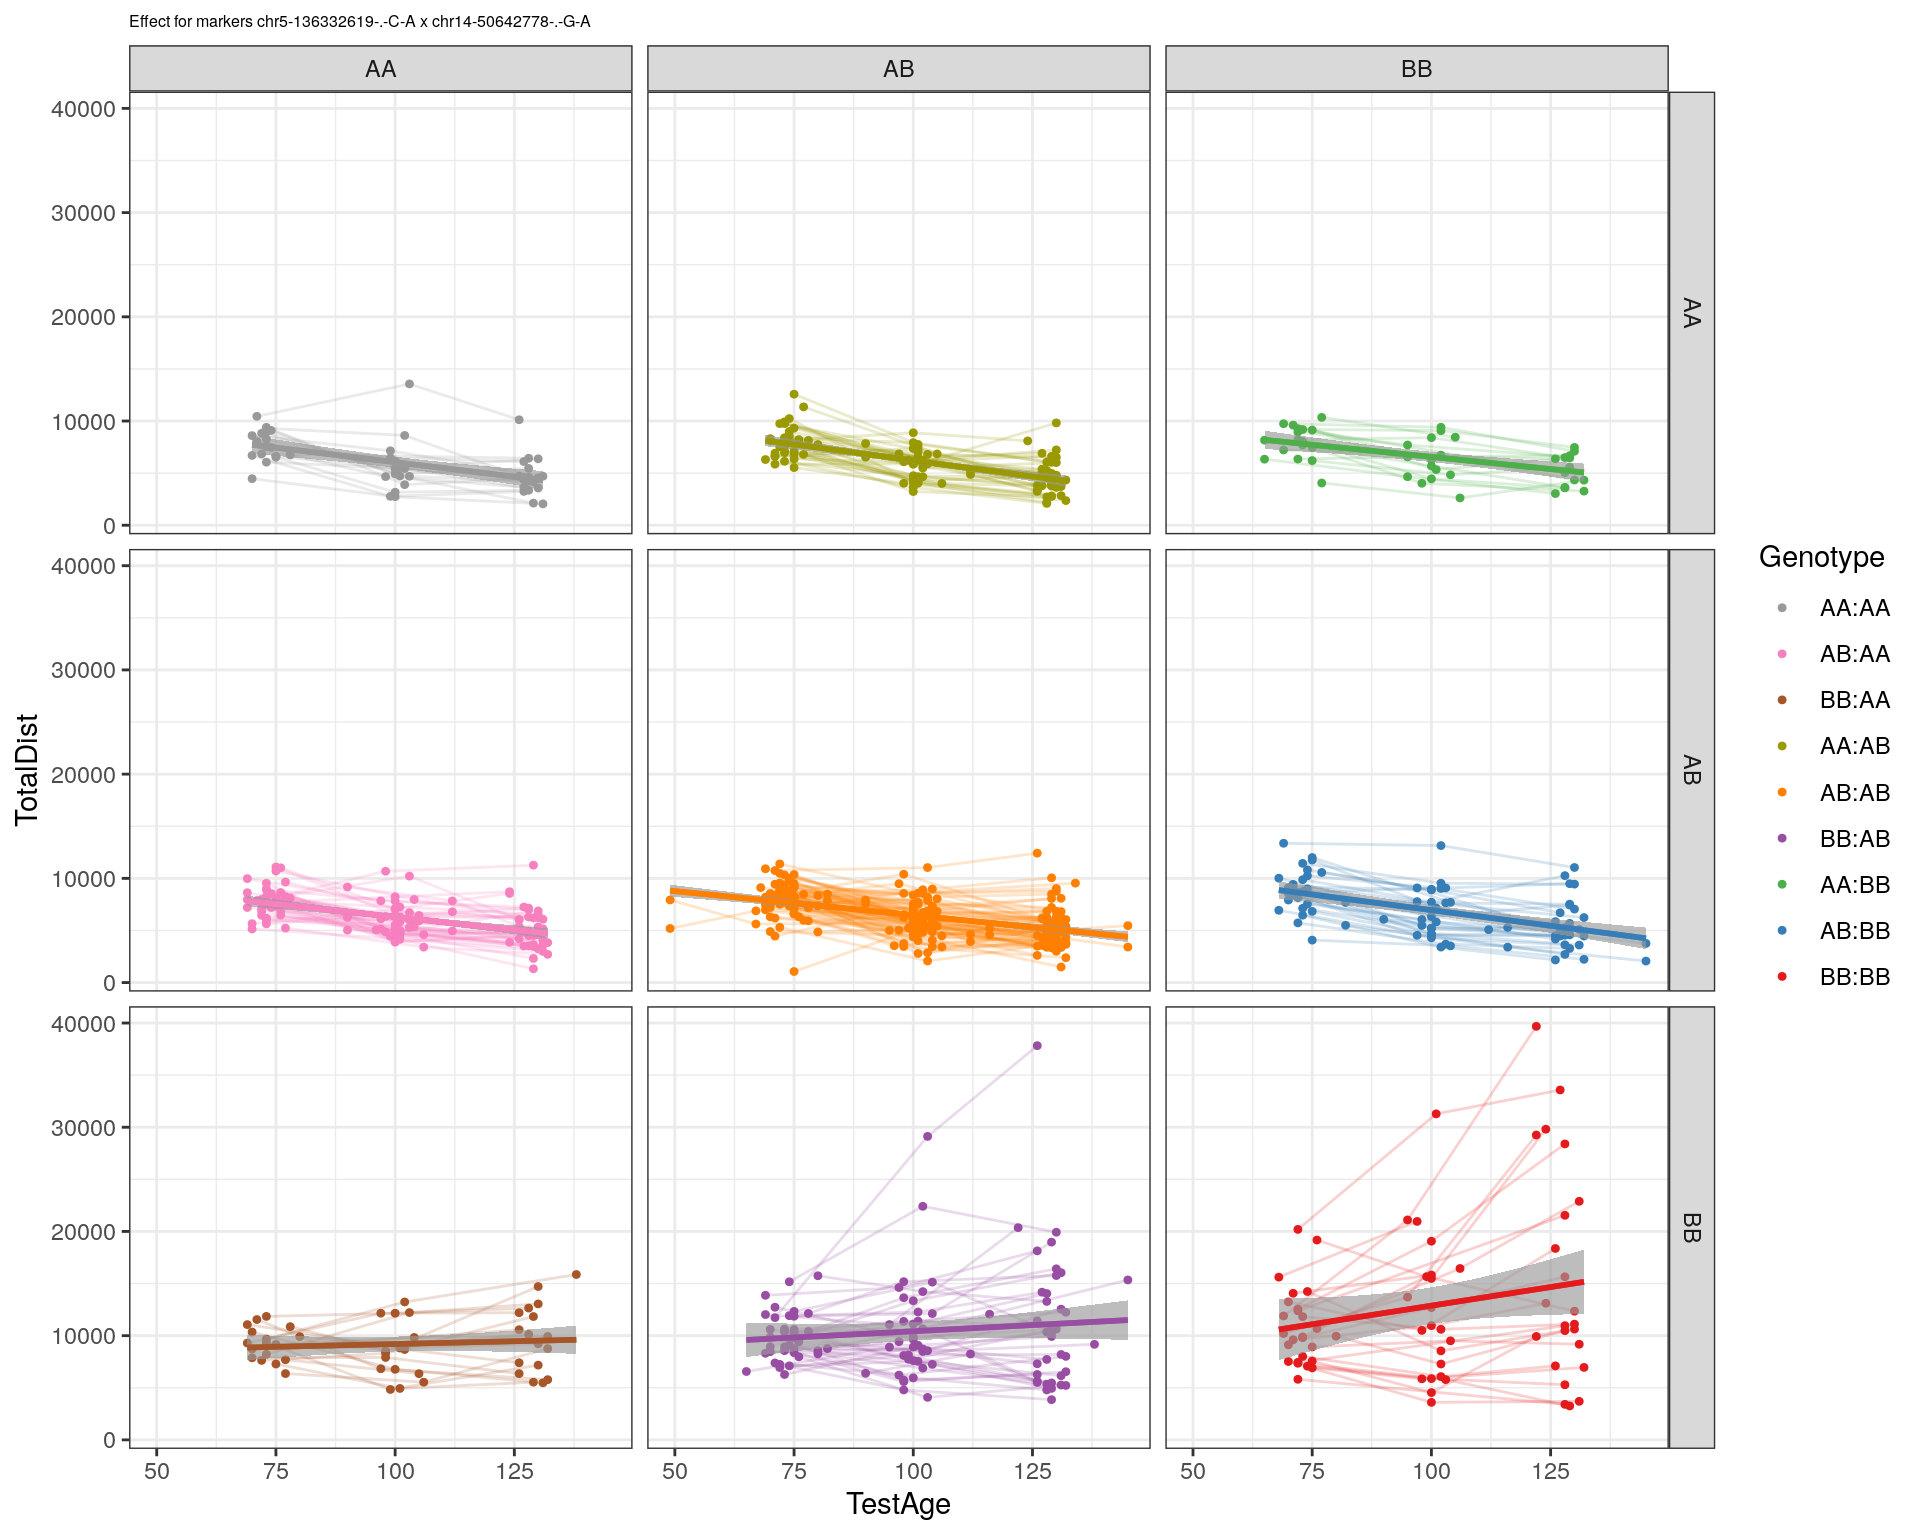 Effect for markers chr5-136332619-.-C-A x chr14-50642778-.-G-A
AA
AB
BB
40000
30000
20000
10000
0
AA
40000
30000
20000
10000
0
AB
40000
30000
20000
10000
0
BB
50
75
100
125
50
75
100
125
50
75
100
125
TestAge
TotalDist
Genotype
AA:AA
AB:AA
BB:AA
AA:AB
AB:AB
BB:AB
AA:BB
AB:BB
BB:BB